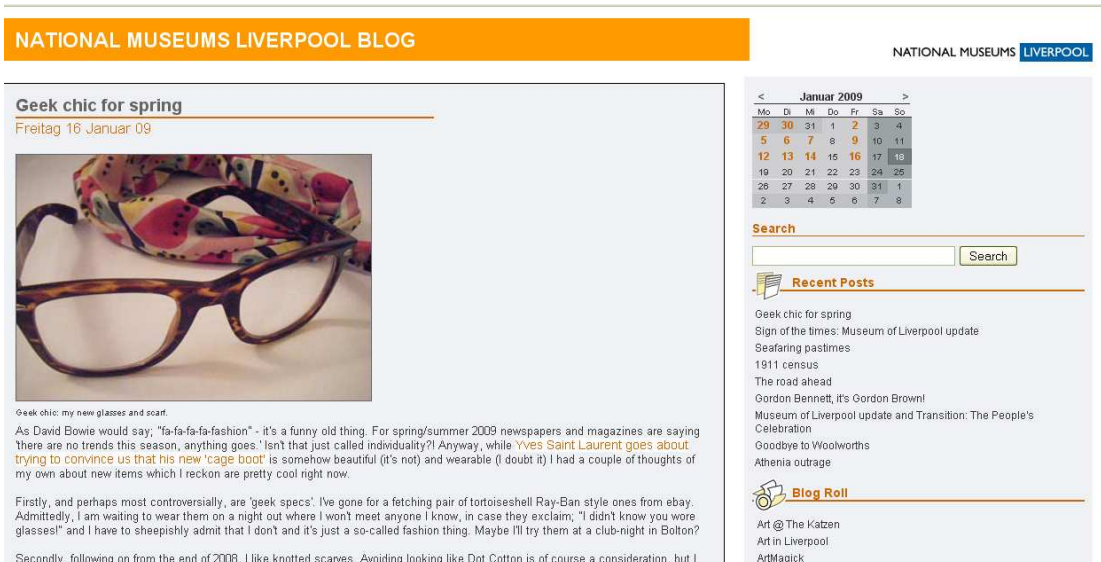 NATIONAL MUSEUMS LIVERPOOL BLOG
NATIONAL MUSEUMS LIVERPOOL
Geek chic for spring
Freitag 16 Januar 09
Geek chic: my new glasses and scarf.
As David Bowie would say; "fa-fa-fa-fa-fashion" - it's a funny old thing. For spring/summer 2009 newspapers and magazines are saying
'there are no trends this season, anything goes.' Isn't that just called individuality?! Anyway, while Yves Saint Laurent goes about
trying to convince us that his new 'cage boot' is somehow beautiful (it's not) and wearable (I doubt it) I had a couple of thoughts of
my own about new items which I reckon are pretty cool right now.
Firstly, and perhaps most controversially, are 'geek specs'. I've gone for a fetching pair of tortoiseshell Ray-Ban style ones from ebay.
Admittedly, I am waiting to wear them on a night out where I won't meet anyone I know, in case they exclaim; "I didn't know you wore
glasses!" and I have to sheepishly admit that I don't and it's just a so-called fashion thing. Maybe I'll try them at a club-night in Bolton?
Secondly, following on from the end of 2008, I like knotted scarves. Avoiding looking like Dot Cotton is of course a consideration, but I
< Januar 2009 >
Mo Di Mi Do Fr Sa So
29 30 31 1 2 3 4
5 6 7 8 9 10 11
12 13 14 15 16 17 18
19 20 21 22 23 24 25
26 27 28 29 30 31 1
2 3 4 5 6 7 8
Search
Search
Recent Posts
Geek chic for spring
Sign of the times: Museum of Liverpool update
Seafaring pastimes
1911 census
The road ahead
Gordon Bennett, it's Gordon Brown!
Museum of Liverpool update and Transition: The People's
Celebration
Goodbye to Woolworths
Athenia outrage
Blog Roll
Art @ The Katzen
Art in Liverpool
ArtMagick